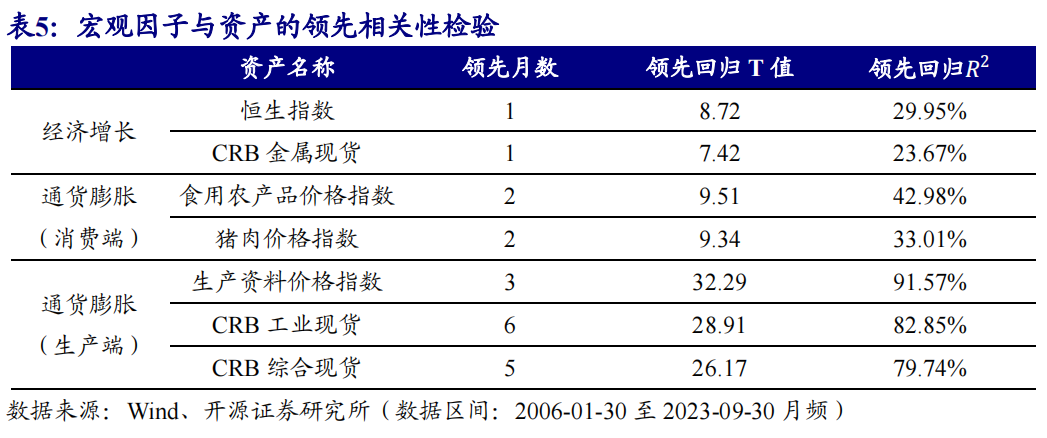 表5：宏观因子与资产的领先相关性检验
资产名称 领先月数 领先回归 T 值 领先回归R²
经济增长 恒生指数 1 8.72 29.95%
CRB 金属现货 1 7.42 23.67%
通货膨胀（消费端） 食用农产品价格指数 2 9.51 42.98%
猪肉价格指数 2 9.34 33.01%
通货膨胀（生产端） 生产资料价格指数 3 32.29 91.57%
CRB 工业现货 6 28.91 82.85%
CRB 综合现货 5 26.17 79.74%
数据来源：Wind、开源证券研究所（数据区间：2006-01-30 至 2023-09-30 月频）